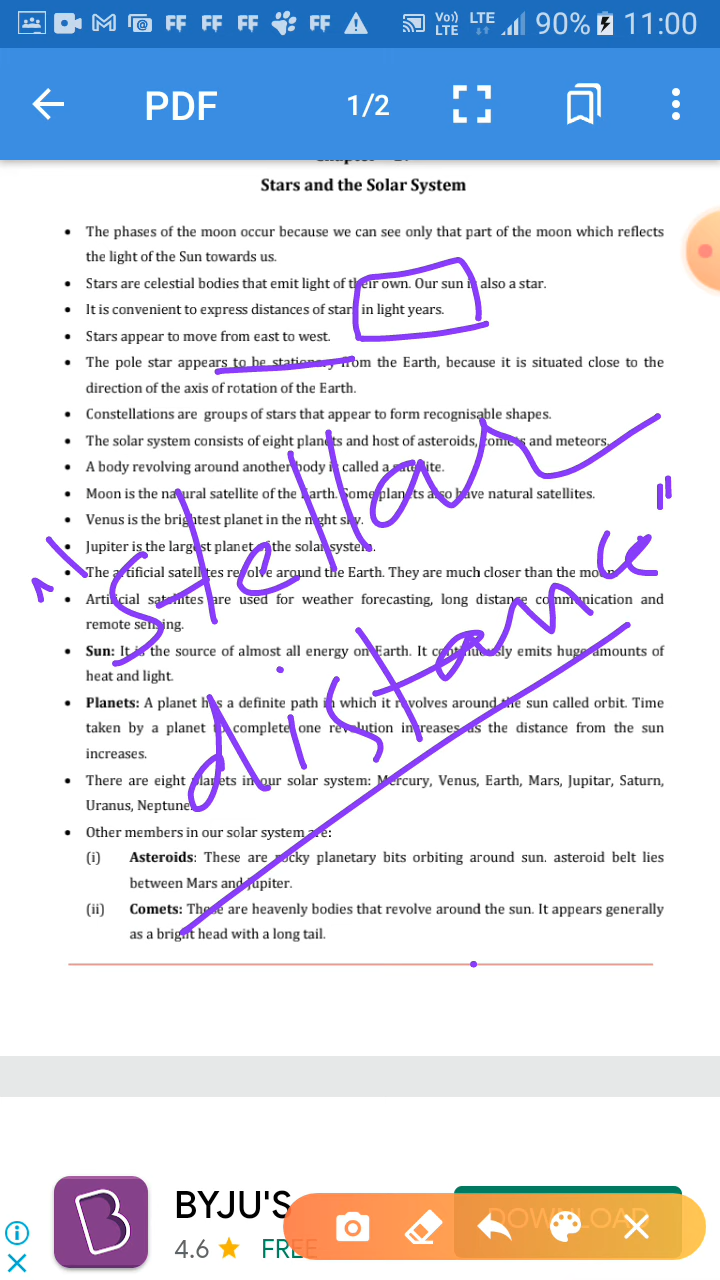 FF FF FF FF Vo)) LTE LTE 90% 11:00
PDF 1/2
Stars and the Solar System
• The phases of the moon occur because we can see only that part of the moon which reflects
the light of the Sun towards us.
• Stars are celestial bodies that emit light of their own. Our sun is also a star.
• It is convenient to express distances of stars in light years.
• Stars appear to move from east to west.
• The pole star appears to be stationary from the Earth, because it is situated close to the
direction of the axis of rotation of the Earth.
• Constellations are groups of stars that appear to form recognisable shapes.
• The solar system consists of eight planets and host of asteroids, comets and meteors.
• A body revolving around another body is called a satellite.
• Moon is the natural satellite of the Earth. Some planets also have natural satellites.
• Venus is the brightest planet in the night sky.
• Jupiter is the largest planet of the solar system.
• The artificial satellites revolve around the Earth. They are much closer than the moon.
• Artificial satellites are used for weather forecasting, long distance communication and
remote sensing.
• Sun: It is the source of almost all energy on Earth. It continuously emits huge amounts of
heat and light.
• Planets: A planet has a definite path in which it revolves around the sun called orbit. Time
taken by a planet to complete one revolution increases as the distance from the sun
increases.
• There are eight planets in our solar system: Mercury, Venus, Earth, Mars, Jupitar, Saturn,
Uranus, Neptune.
• Other members in our solar system are:
(i) Asteroids: These are rocky planetary bits orbiting around sun. asteroid belt lies
between Mars and Jupiter.
(ii) Comets: These are heavenly bodies that revolve around the sun. It appears generally
as a bright head with a long tail.
"Stellar
distance"
BYJU'S
4.6 FREE
DOWNLOAD